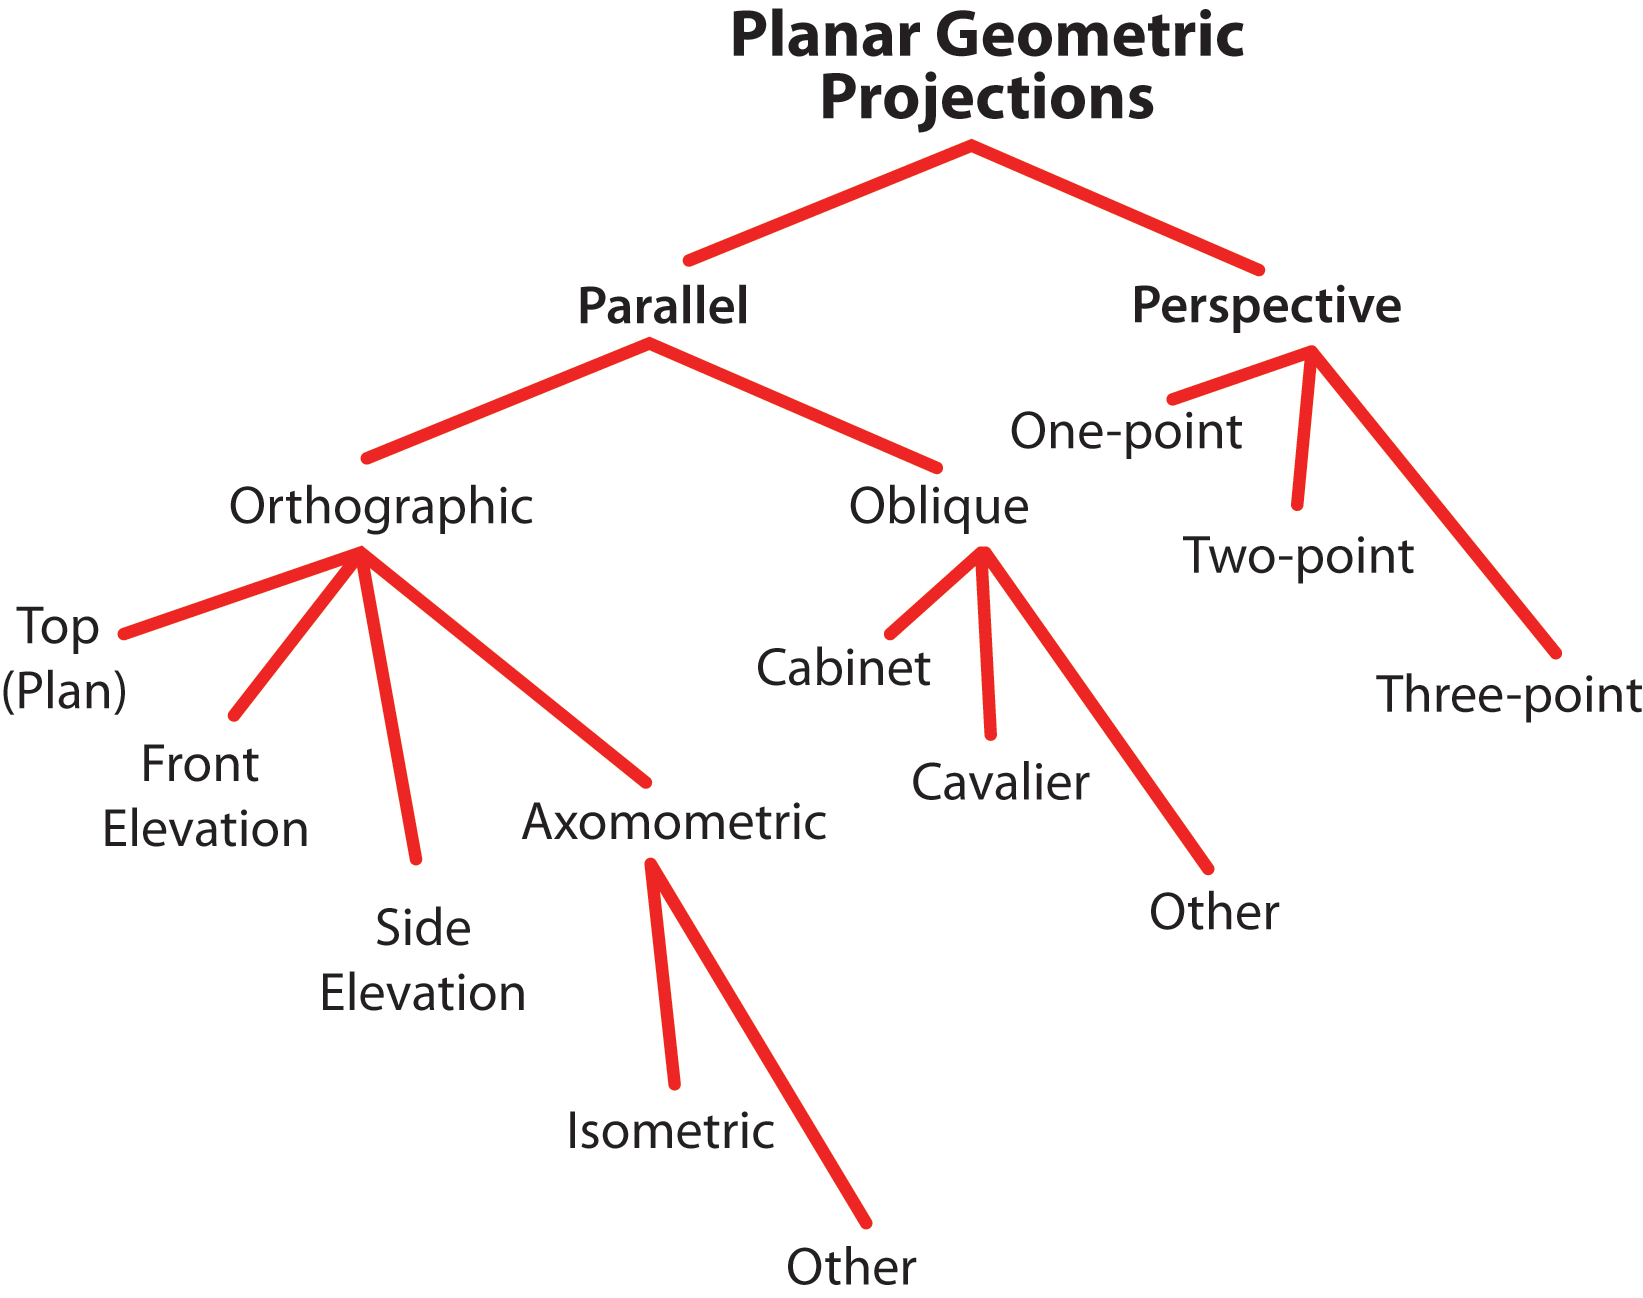 Planar Geometric
Projections
Parallel
Perspective
One-point
Orthographic
Oblique
Two-point
Top
(Plan)
Cabinet
Three-point
Front
Elevation
Cavalier
Axomometric
Other
Side
Elevation
Isometric
Other